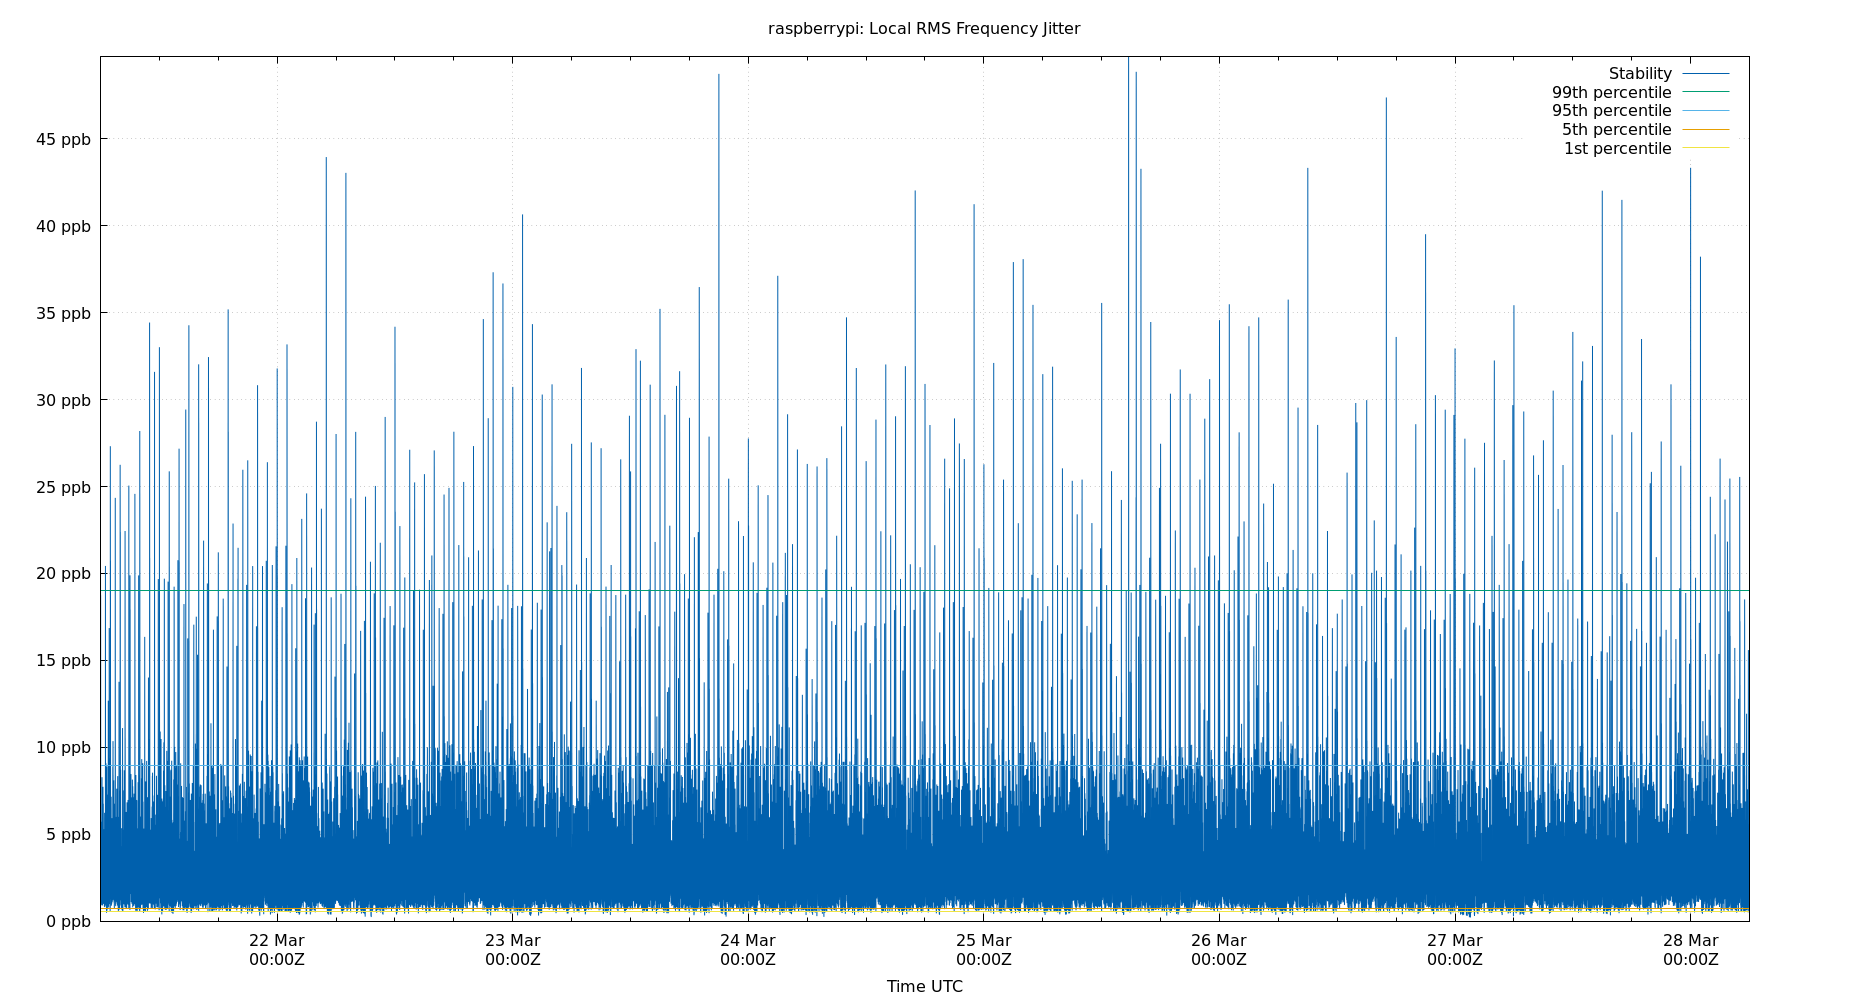 raspberrypi: Local RMS Frequency Jitter
Stability
99th percentile
95th percentile
5th percentile
1st percentile
45 ppb
40 ppb
35 ppb
30 ppb
25 ppb
20 ppb
15 ppb
10 ppb
5 ppb
0 ppb
22 Mar 23 Mar 24 Mar 25 Mar 26 Mar 27 Mar 28 Mar
00:00Z 00:00Z 00:00Z 00:00Z 00:00Z 00:00Z 00:00Z
Time UTC